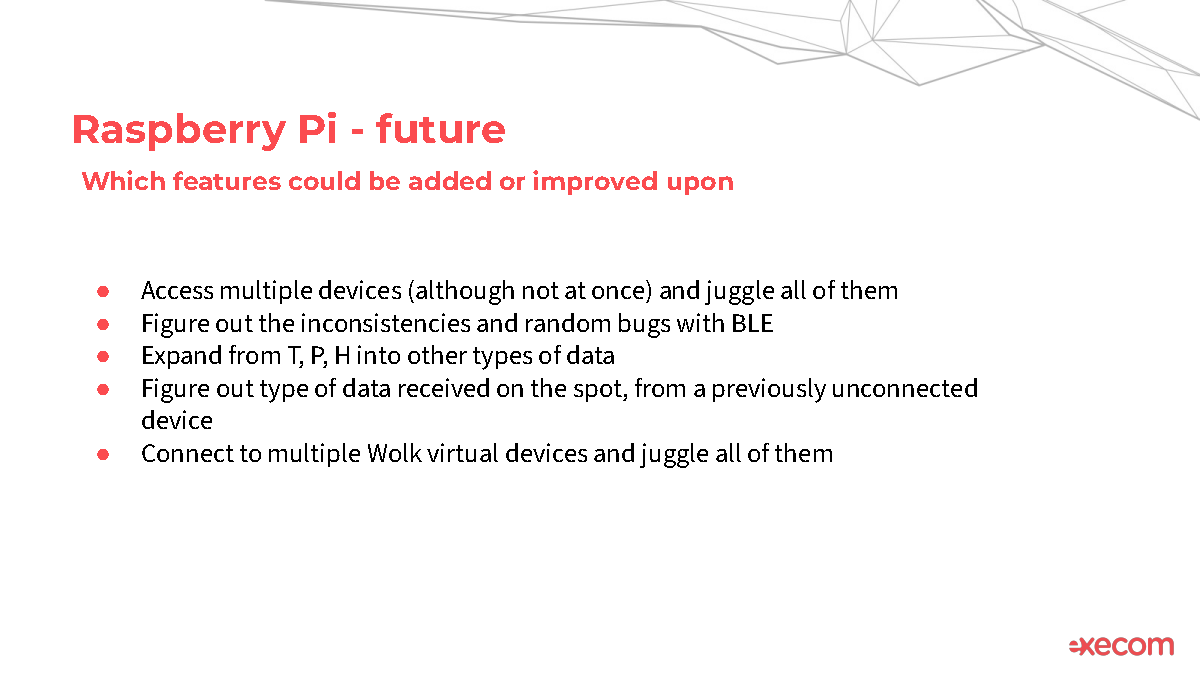 Raspberry Pi - future
Which features could be added or improved upon
● Access multiple devices (although not at once) and juggle all of them
● Figure out the inconsistencies and random bugs with BLE
● Expand from T, P, H into other types of data
● Figure out type of data received on the spot, from a previously unconnected
device
● Connect to multiple Wolk virtual devices and juggle all of them
execom